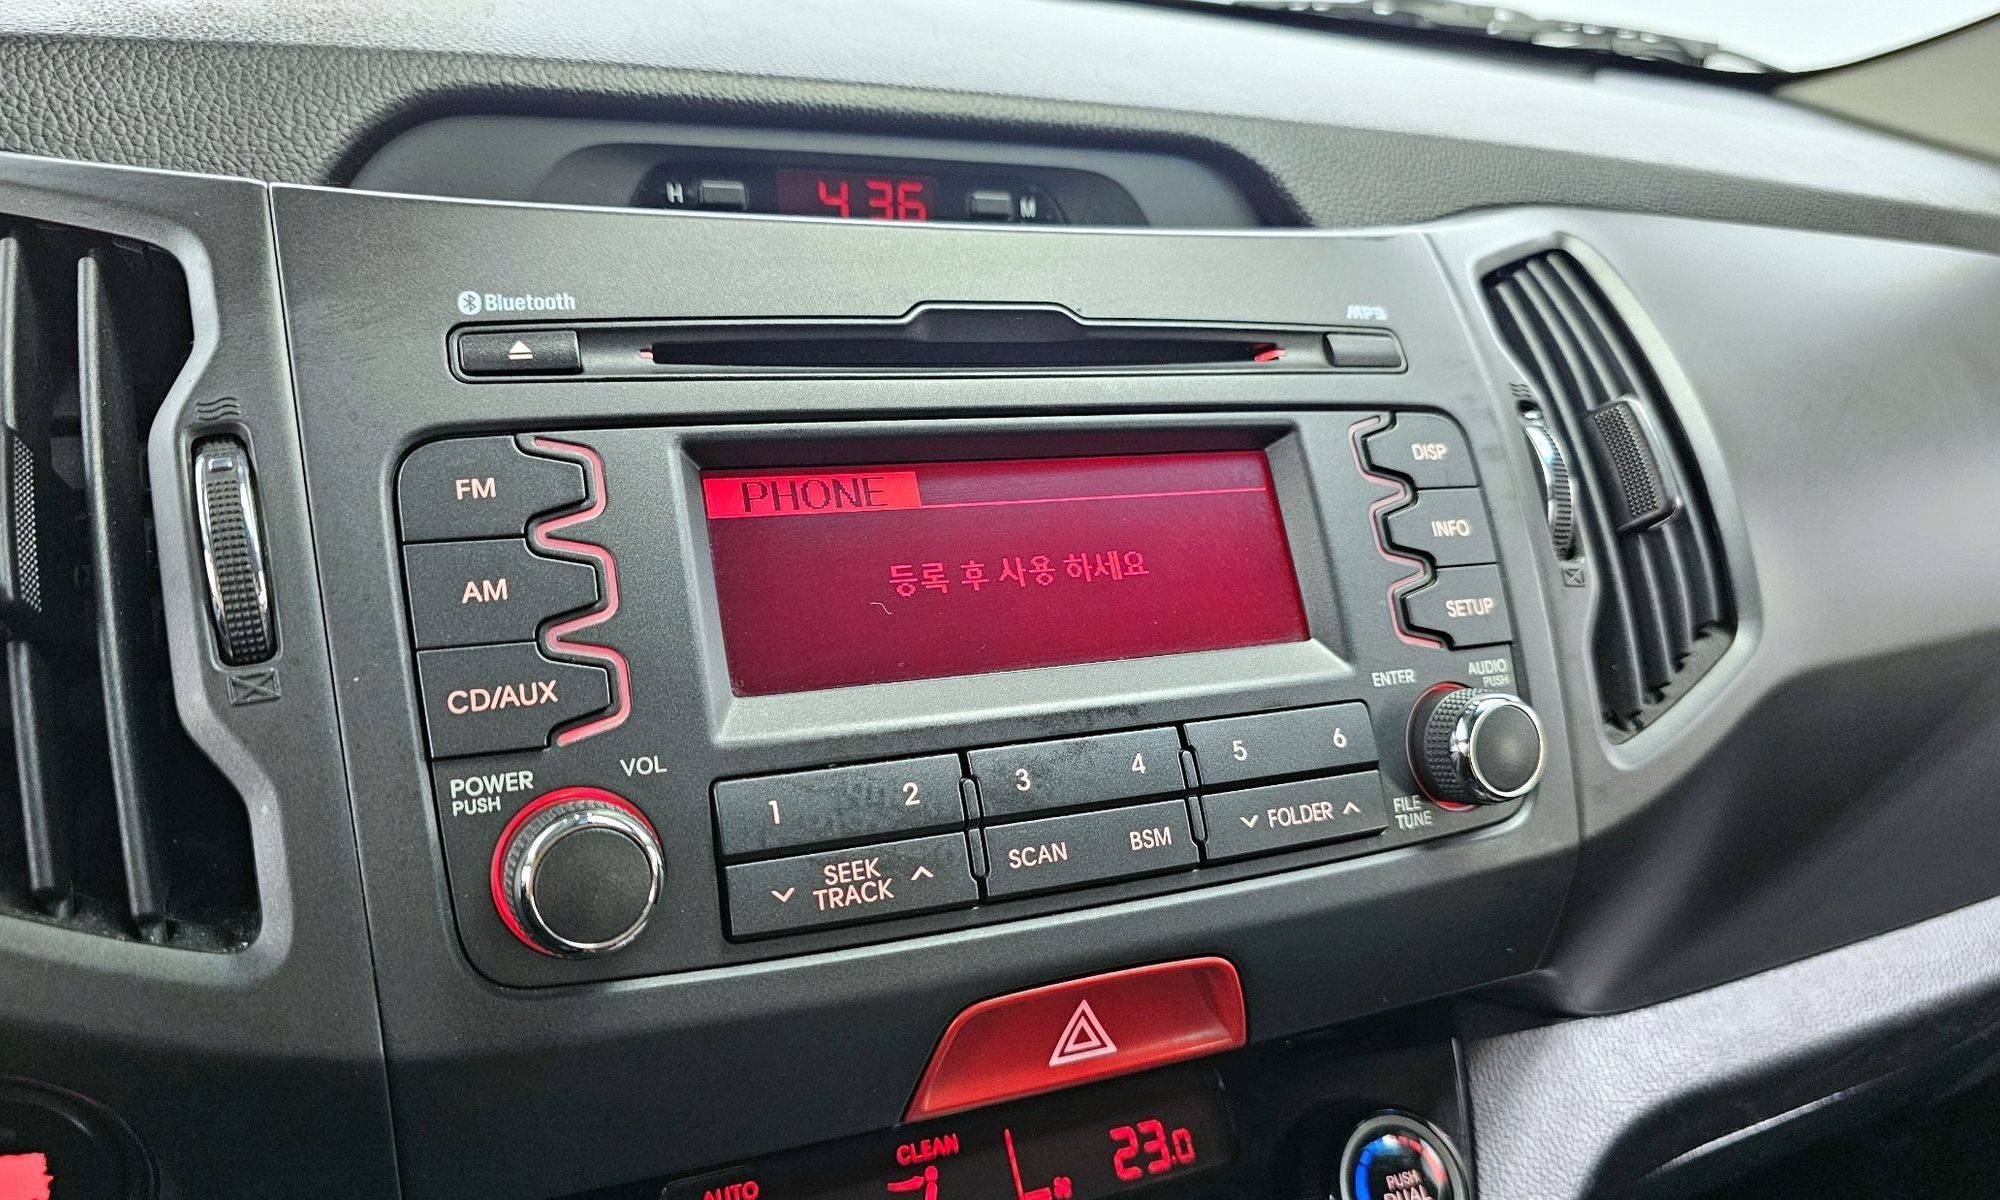 H 4:36 M
Bluetooth
MP3
FM
AM
CD/AUX
PHONE
등록 후 사용 하세요
DISP
INFO
SETUP
ENTER
AUDIO
PUSH
POWER
PUSH
VOL
1 2 3 4 5 6
SEEK
TRACK
SCAN BSM
FOLDER
FILE
TUNE
CLEAN
23.0
AUTO
PUSH
DUAL